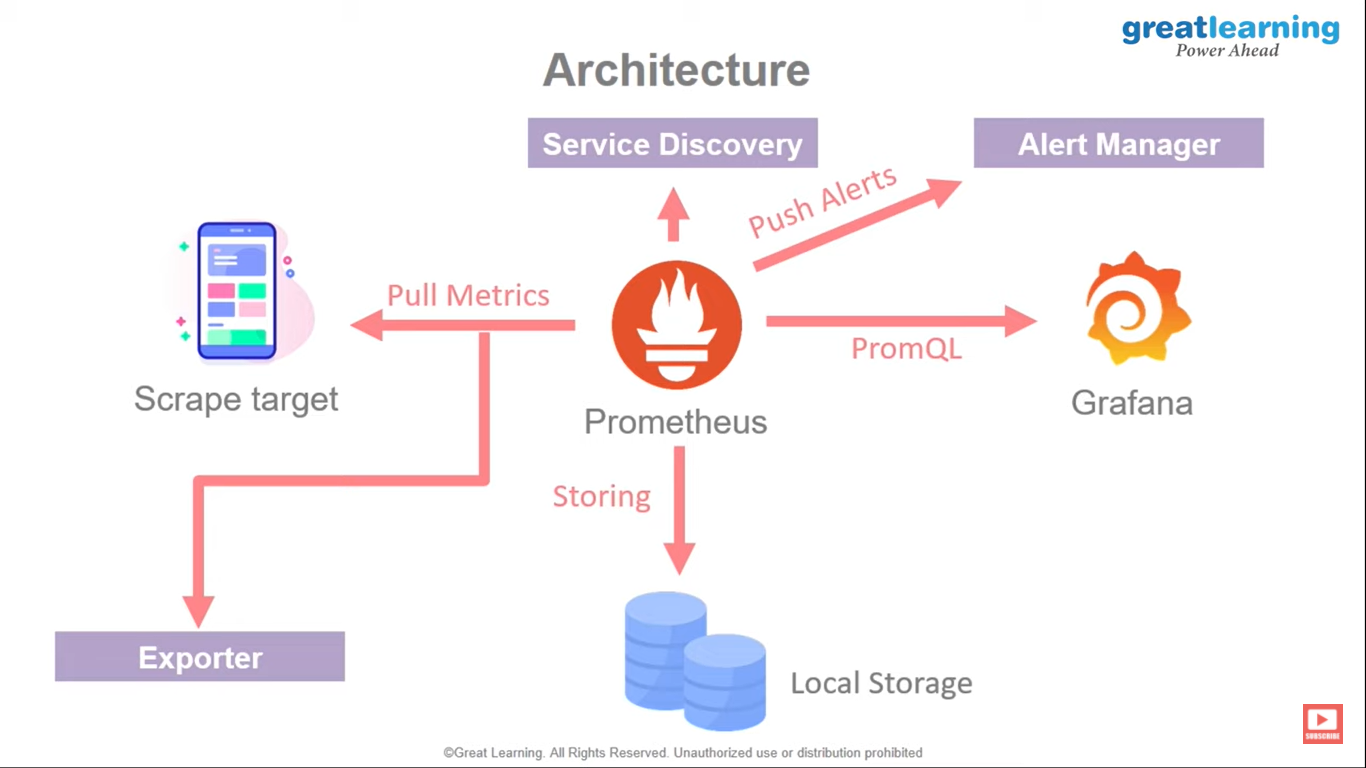 greatlearning
Power Ahead
Architecture
Service Discovery
Alert Manager
Push Alerts
Pull Metrics
PromQL
Scrape target
Prometheus
Grafana
Storing
Exporter
Local Storage
©Great Learning. All Rights Reserved. Unauthorized use or distribution prohibited
SUBSCRIBE